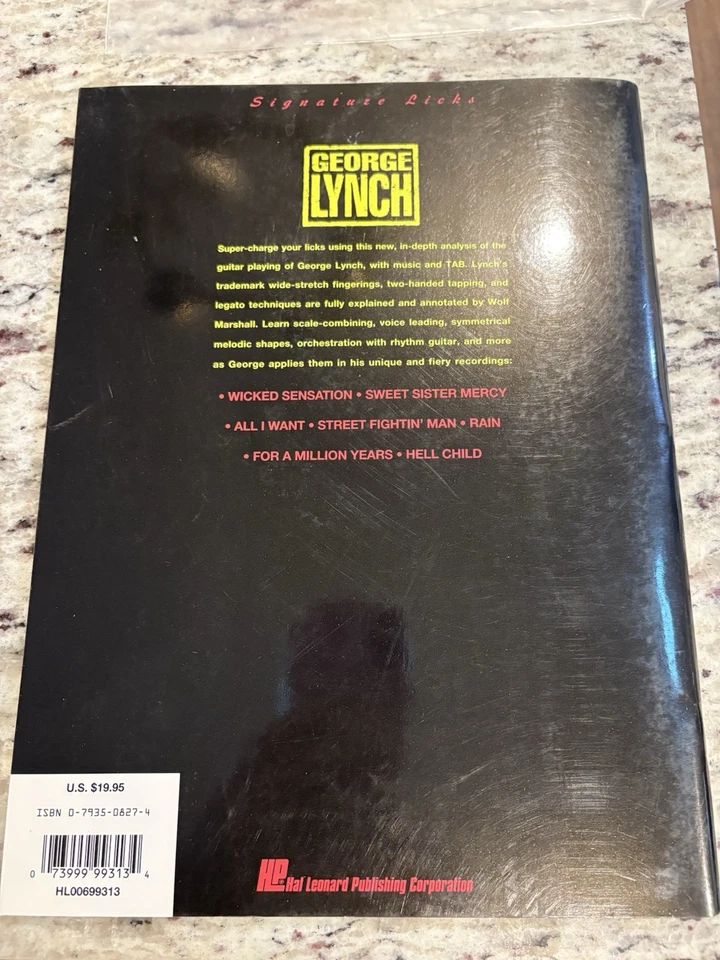 Signature Licks
GEORGE
LYNCH
Super-charge your licks using this new, in-depth analysis of the
guitar playing of George Lynch, with music and TAB. Lynch's
trademark wide-stretch fingerings, two-handed tapping, and
legato techniques are fully explained and annotated by Wolf
Marshall. Learn scale-combining, voice leading, symmetrical
melodic shapes, orchestration with rhythm guitar, and more
as George applies them in his unique and fiery recordings:
• WICKED SENSATION • SWEET SISTER MERCY
• ALL I WANT • STREET FIGHTIN' MAN • RAIN
• FOR A MILLION YEARS • HELL CHILD
U.S. $19.95
ISBN 0-7935-0827-4
0 73999 99313 4
HL00699313
HL® Hal Leonard Publishing Corporation